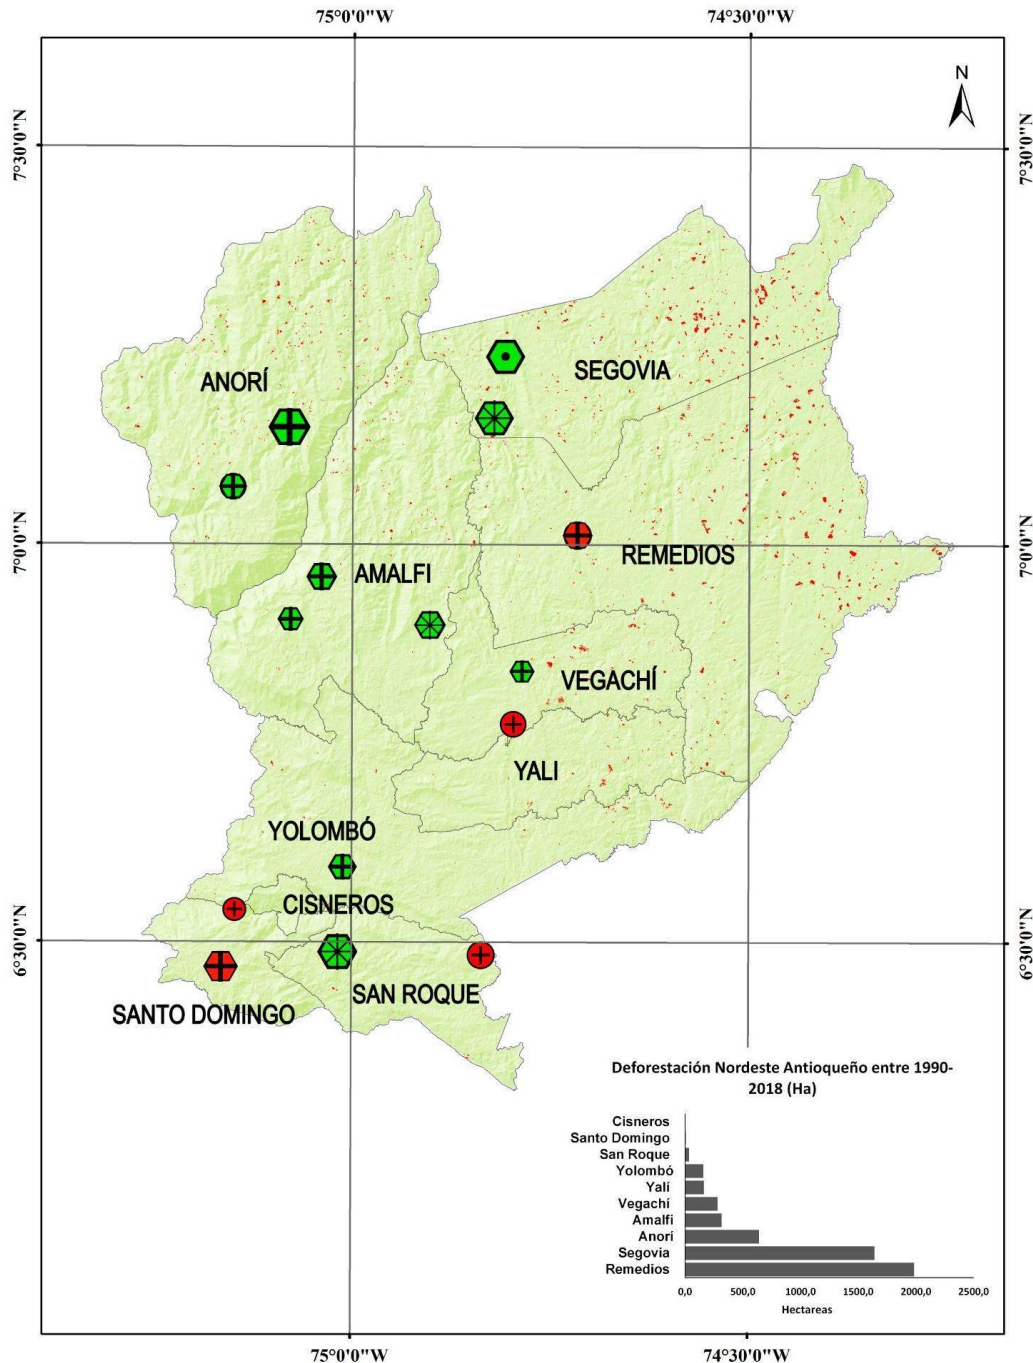 75°0'0"W
74°30'0"W
N
7°30'0"N
7°30'0"N
SEGOVIA
ANORÍ
7°0'0"N
7°0'0"N
REMEDIOS
AMALFI
VEGACHÍ
YALI
YOLOMBÓ
CISNEROS
6°30'0"N
6°30'0"N
SAN ROQUE
SANTO DOMINGO
Deforestación Nordeste Antioqueño entre 1990-
2018 (Ha)
Cisneros
Santo Domingo
San Roque
Yolombó
Yalí
Vegachí
Amalfi
Anorí
Segovia
Remedios
0,0 500,0 1000,0 1500,0 2000,0 2500,0
Hectareas
75°0'0"W
74°30'0"W